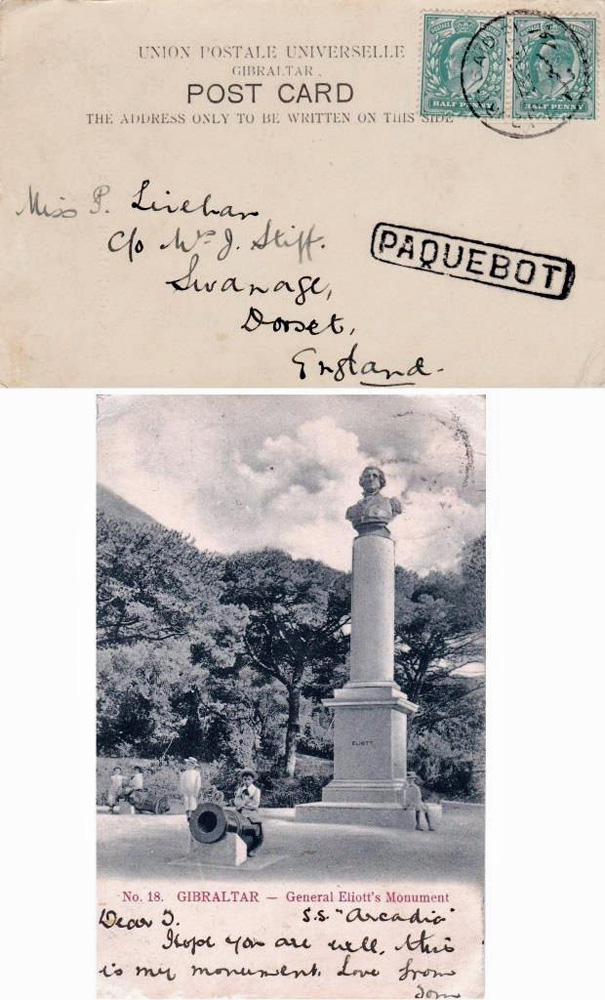 UNION POSTALE UNIVERSELLE
GIBRALTAR.
POST CARD
THE ADDRESS ONLY TO BE WRITTEN ON THIS SIDE
HALF PENNY HALF PENNY
Miss P.
c/o Mrs J. Stiff.
Swanage,
Dorset,
England.
PAQUEBOT
ELIOTT
No. 18. GIBRALTAR — General Eliott's Monument
Dear S.S. "Arcadia"
Hope you are well, this
is my monument. Love from
Tom